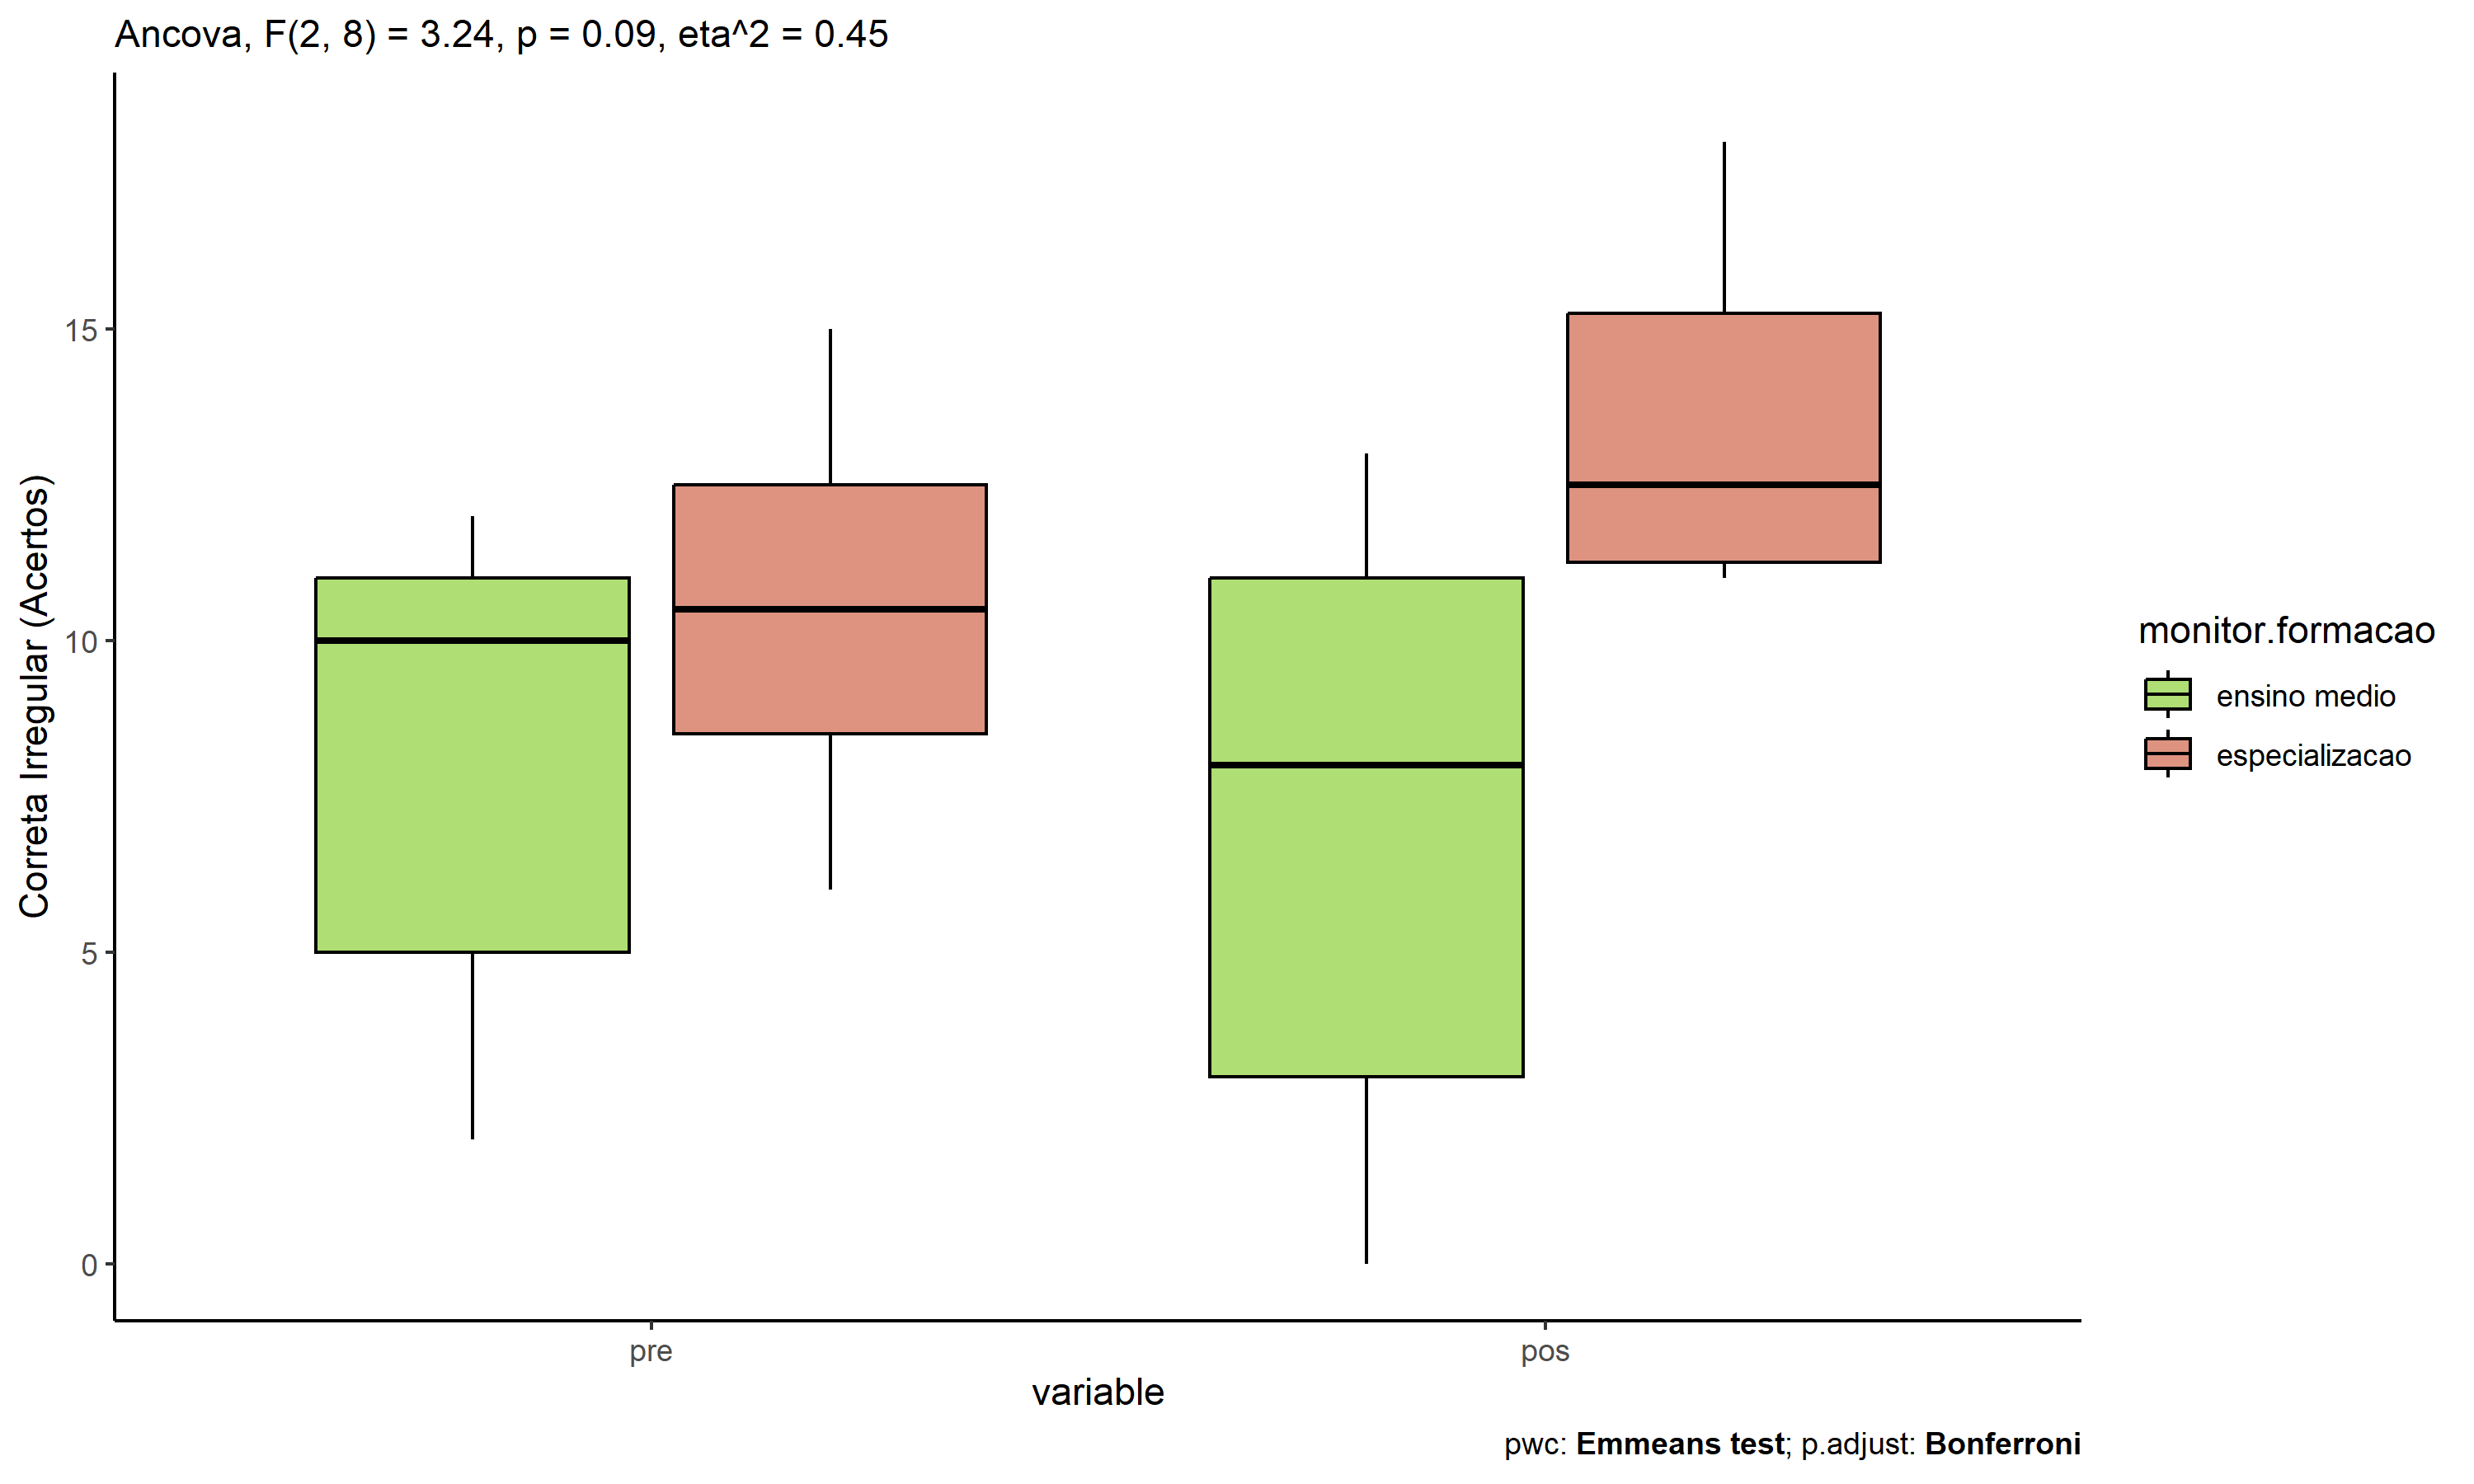 Ancova, F(2, 8) = 3.24, p = 0.09, eta^2 = 0.45
Correta Irregular (Acertos)
15
10
5
0
pre
pos
variable
monitor.formacao
ensino medio
especializacao
pwc: Emmeans test; p.adjust: Bonferroni